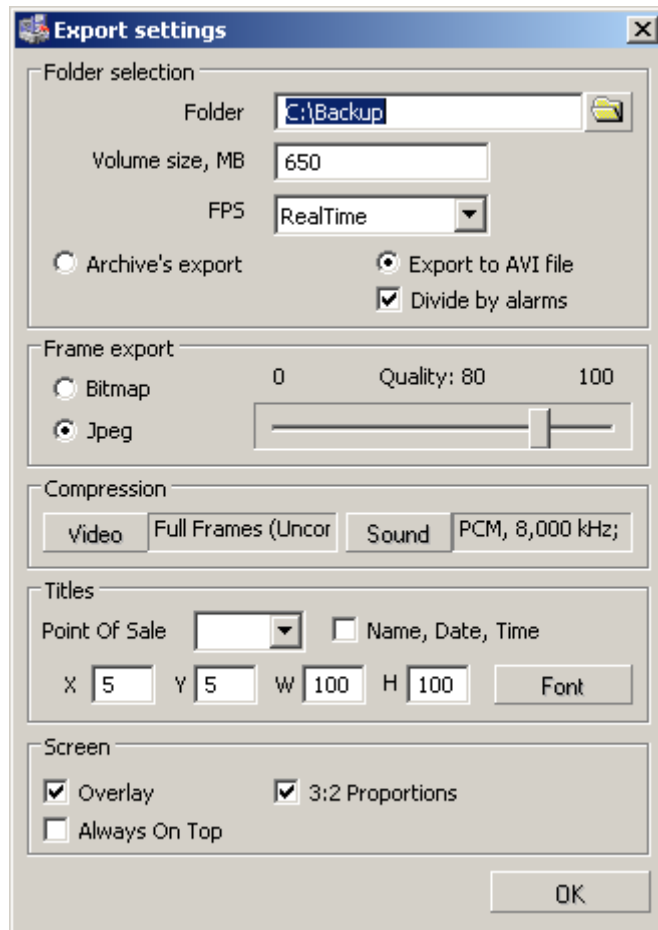 Export settings
Folder selection
Folder C:\Backup
Volume size, MB 650
FPS RealTime
Archive's export Export to AVI file
Divide by alarms
Frame export
Bitmap 0 Quality: 80 100
Jpeg
Compression
Video Full Frames (Uncor Sound PCM, 8,000 kHz;
Titles
Point Of Sale Name, Date, Time
X 5 Y 5 W 100 H 100 Font
Screen
Overlay 3:2 Proportions
Always On Top
OK